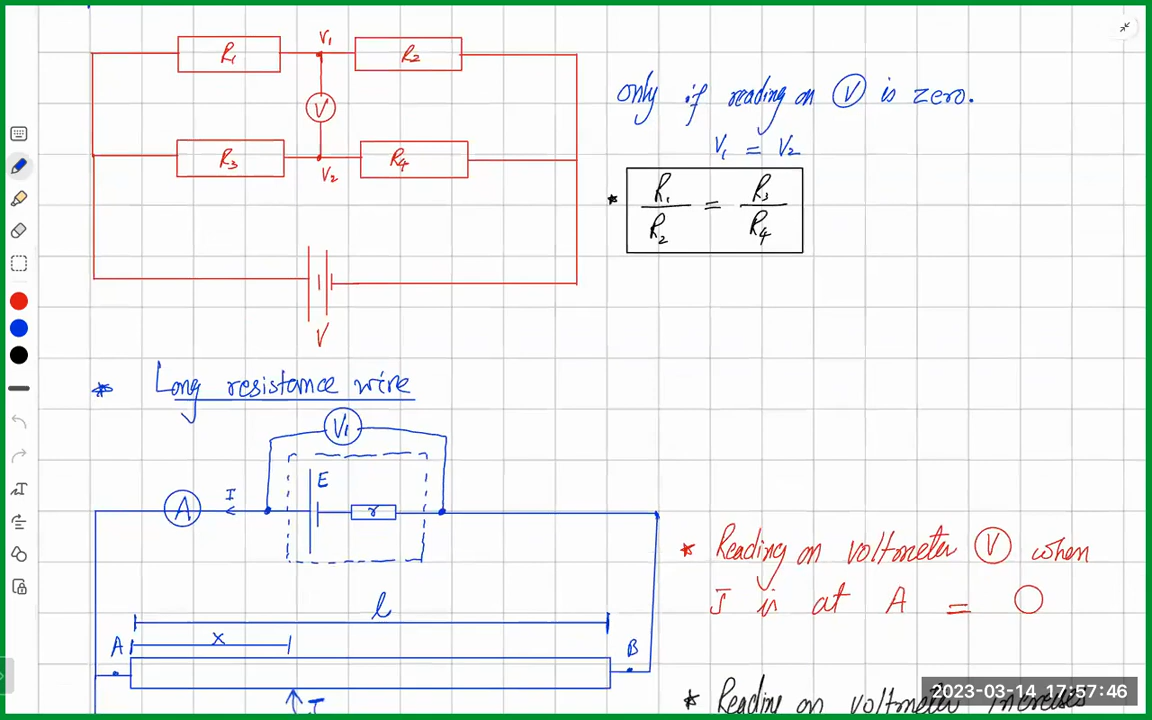 V₁
R₁
R₂
V
R₃
R₄
V₂
V
only if reading on V is zero.
V₁ = V₂
* R₁/R₂ = R₃/R₄
* Long resistance wire
V₁
E
I
A
r
l
A
x
B
J
* Reading on voltmeter V when
J is at A = 0
* Reading on voltmeter increases
2023-03-14 17:57:46